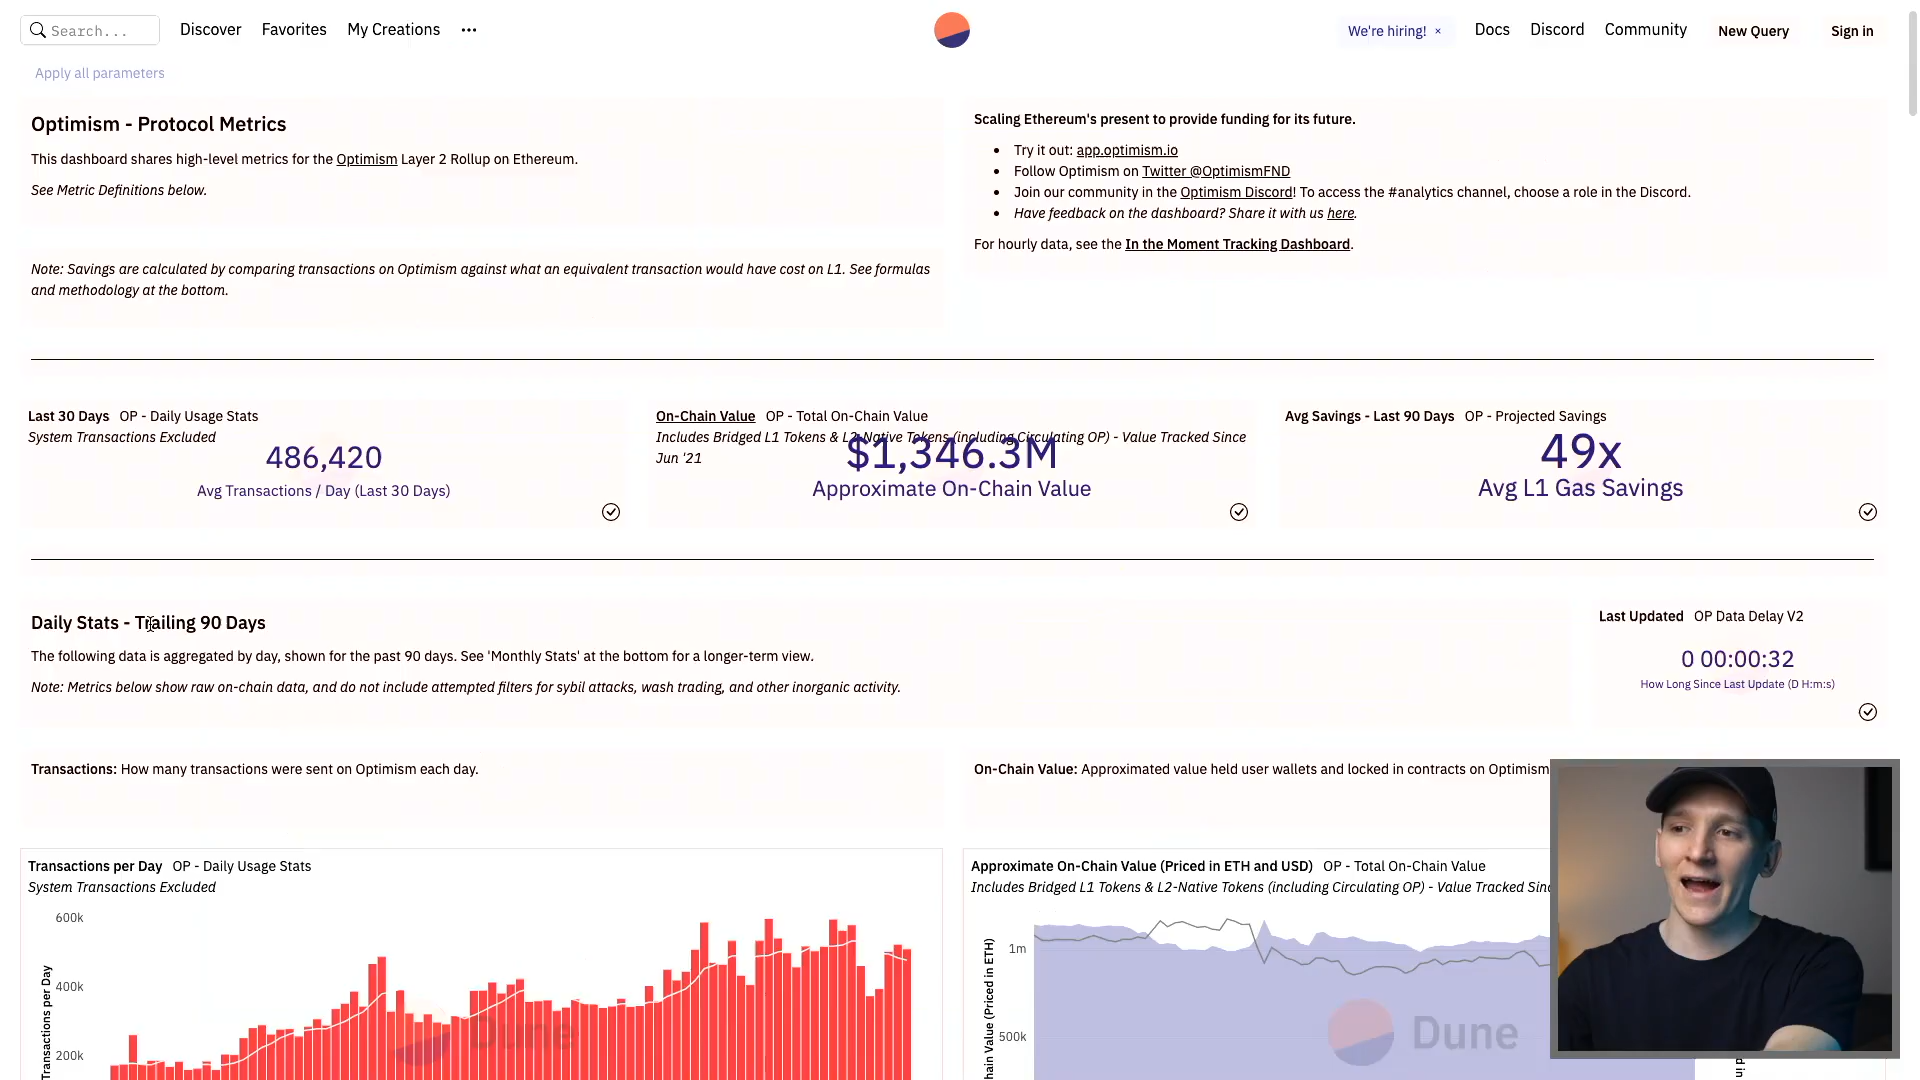 Search...
Discover
Favorites
My Creations
We're hiring! ×
Docs
Discord
Community
New Query
Sign in
Apply all parameters
Optimism - Protocol Metrics
This dashboard shares high-level metrics for the Optimism Layer 2 Rollup on Ethereum.
See Metric Definitions below.
Note: Savings are calculated by comparing transactions on Optimism against what an equivalent transaction would have cost on L1. See formulas
and methodology at the bottom.
Scaling Ethereum's present to provide funding for its future.
Try it out: app.optimism.io
Follow Optimism on Twitter @OptimismFND
Join our community in the Optimism Discord! To access the #analytics channel, choose a role in the Discord.
Have feedback on the dashboard? Share it with us here.
For hourly data, see the In the Moment Tracking Dashboard.
Last 30 Days OP - Daily Usage Stats
System Transactions Excluded
486,420
Avg Transactions / Day (Last 30 Days)
On-Chain Value OP - Total On-Chain Value
Includes Bridged L1 Tokens & L2-Native Tokens (including Circulating OP) - Value Tracked Since
Jun '21
$1,346.3M
Approximate On-Chain Value
Avg Savings - Last 90 Days OP - Projected Savings
49x
Avg L1 Gas Savings
Daily Stats - Trailing 90 Days
The following data is aggregated by day, shown for the past 90 days. See 'Monthly Stats' at the bottom for a longer-term view.
Note: Metrics below show raw on-chain data, and do not include attempted filters for sybil attacks, wash trading, and other inorganic activity.
Last Updated OP Data Delay V2
0 00:00:32
How Long Since Last Update (D H:m:s)
Transactions: How many transactions were sent on Optimism each day.
On-Chain Value: Approximated value held user wallets and locked in contracts on Optimism
Transactions per Day OP - Daily Usage Stats
System Transactions Excluded
600k
400k
200k
Transactions per Day
Dune
Approximate On-Chain Value (Priced in ETH and USD) OP - Total On-Chain Value
Includes Bridged L1 Tokens & L2-Native Tokens (including Circulating OP) - Value Tracked Sinc
1m
500k
hain Value (Priced in ETH)
Dune
d in